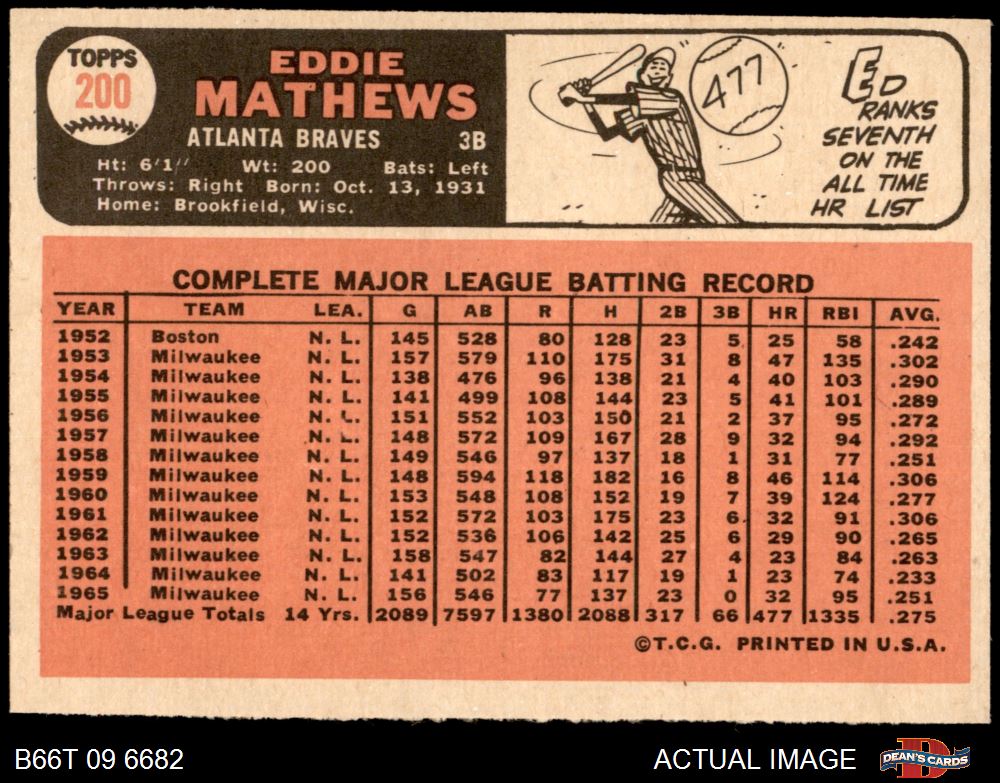 TOPPS
200
EDDIE
MATHEWS
ATLANTA BRAVES 3B
Ht: 6'1" Wt: 200 Bats: Left
Throws: Right Born: Oct. 13, 1931
Home: Brookfield, Wisc.
477
ED
RANKS
SEVENTH
ON THE
ALL TIME
HR LIST
COMPLETE MAJOR LEAGUE BATTING RECORD
YEAR TEAM LEA. G AB R H 2B 3B HR RBI AVG.
1952 Boston N. L. 145 528 80 128 23 5 25 58 .242
1953 Milwaukee N. L. 157 579 110 175 31 8 47 135 .302
1954 Milwaukee N. L. 138 476 96 138 21 4 40 103 .290
1955 Milwaukee N. L. 141 499 108 144 23 5 41 101 .289
1956 Milwaukee N. L. 151 552 103 150 21 2 37 95 .272
1957 Milwaukee N. L. 148 572 109 167 28 9 32 94 .292
1958 Milwaukee N. L. 149 546 97 137 18 1 31 77 .251
1959 Milwaukee N. L. 148 594 118 182 16 8 46 114 .306
1960 Milwaukee N. L. 153 548 108 152 19 7 39 124 .277
1961 Milwaukee N. L. 152 572 103 175 23 6 32 91 .306
1962 Milwaukee N. L. 152 536 106 142 25 6 29 90 .265
1963 Milwaukee N. L. 158 547 82 144 27 4 23 84 .263
1964 Milwaukee N. L. 141 502 83 117 19 1 23 74 .233
1965 Milwaukee N. L. 156 546 77 137 23 0 32 95 .251
Major League Totals 14 Yrs. 2089 7597 1380 2088 317 66 477 1335 .275
©T.C.G. PRINTED IN U.S.A.
B66T 09 6682 ACTUAL IMAGE DEAN'S CARDS